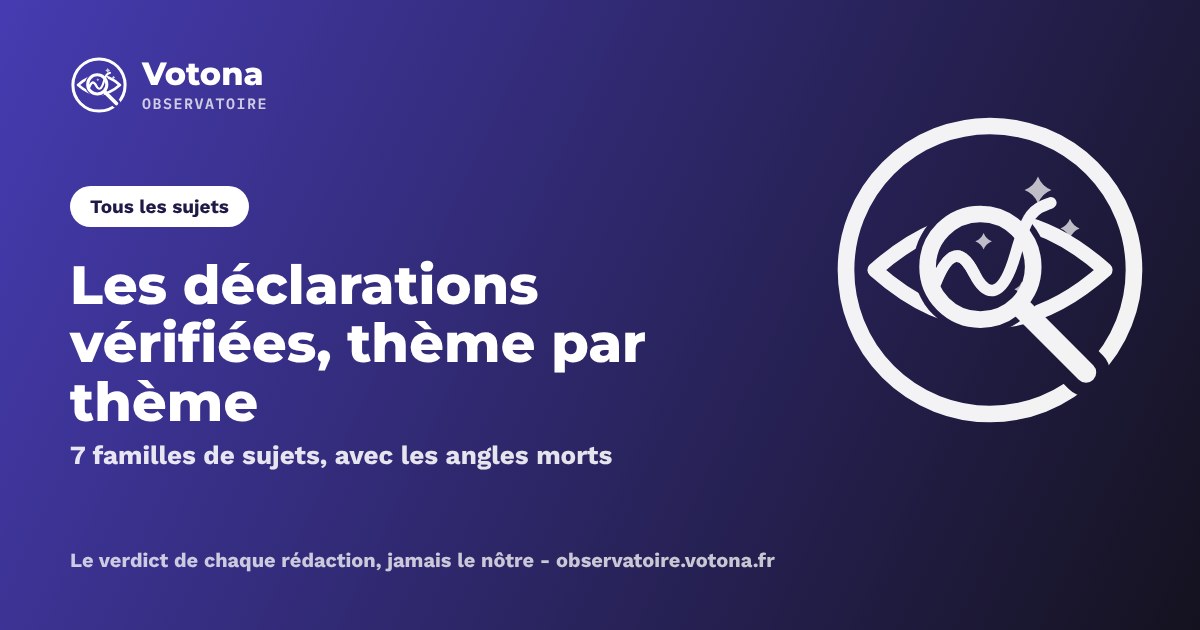 Votona
OBSERVATOIRE
Tous les sujets
Les déclarations
vérifiées, thème par
thème
7 familles de sujets, avec les angles morts
Le verdict de chaque rédaction, jamais le nôtre - observatoire.votona.fr